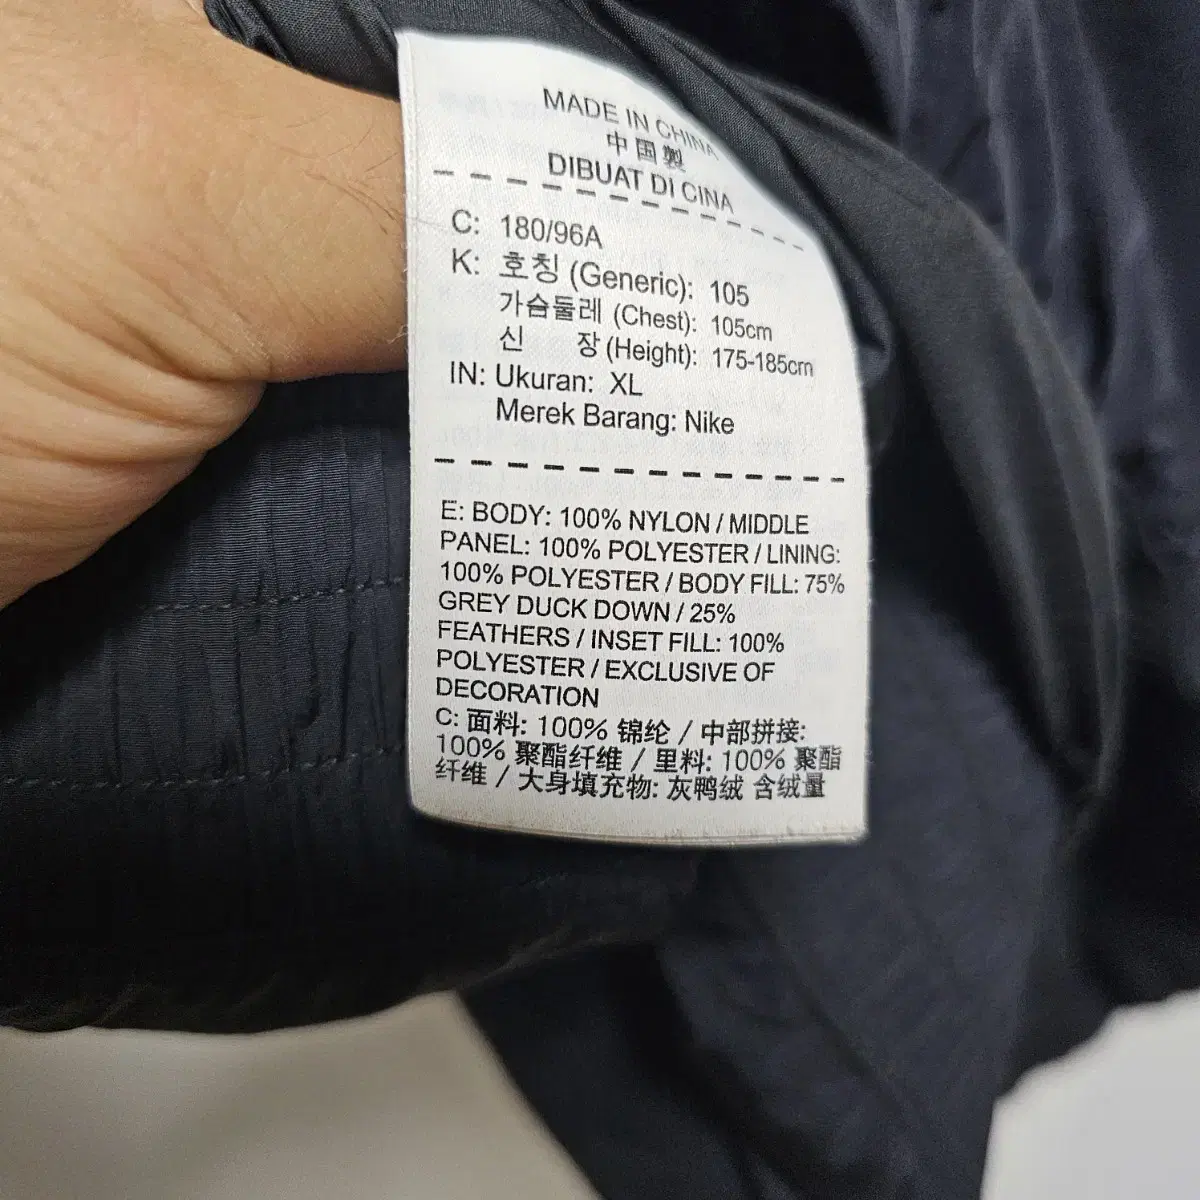 MADE IN CHINA
中国製
DIBUAT DI CINA
C: 180/96A
K: 호칭 (Generic): 105
가슴둘레 (Chest): 105cm
신 장 (Height): 175-185cm
IN: Ukuran: XL
Merek Barang: Nike
E: BODY: 100% NYLON / MIDDLE
PANEL: 100% POLYESTER / LINING:
100% POLYESTER / BODY FILL: 75%
GREY DUCK DOWN / 25%
FEATHERS / INSET FILL: 100%
POLYESTER / EXCLUSIVE OF
DECORATION
C: 面料: 100% 锦纶 / 中部拼接:
100% 聚酯纤维 / 里料: 100% 聚酯
纤维 / 大身填充物: 灰鸭绒 含绒量